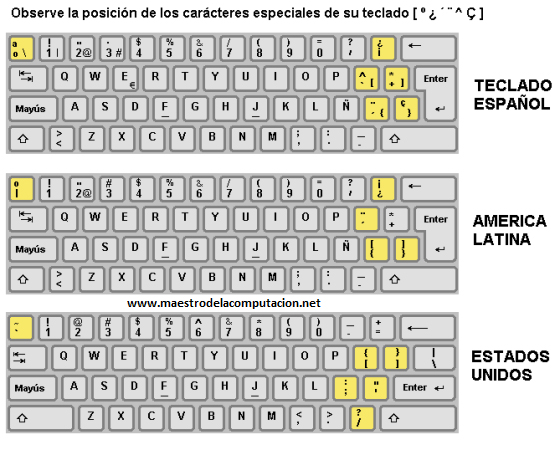 Observe la posición de los carácteres especiales de su teclado [ º ¿ ´ ¨ ^ Ç ]
a o \ ! 1 | " 2 @ · 3 # $ 4 % 5 & 6 / 7 ( 8 ) 9 = 0 ? ' ¿ ¡ ←
Q W E € R T Y U I O P ^ ` [ * + ] Enter
TECLADO
ESPAÑOL
Mayús A S D F G H J K L Ñ ¨ ´ { ç }
> < Z X C V B N M ; , : . _ -
o | ! 1 " 2 @ # 3 $ 4 % 5 & 6 / 7 ( 8 ) 9 = 0 ? ' ¡ ¿ ←
Q W E R T Y U I O P ¨ ´ * + Enter
AMERICA
LATINA
Mayús A S D F G H J K L Ñ [ { ] }
> < Z X C V B N M ; , : . _ -
www.maestrodelacomputacion.net
~ ` ! 1 @ 2 # 3 $ 4 % 5 ^ 6 & 7 * 8 ( 9 ) 0 _ - + = ←
Q W E R T Y U I O P { [ } ] | \
ESTADOS
UNIDOS
Mayús A S D F G H J K L : ; " ' Enter
Z X C V B N M < , > . ? /